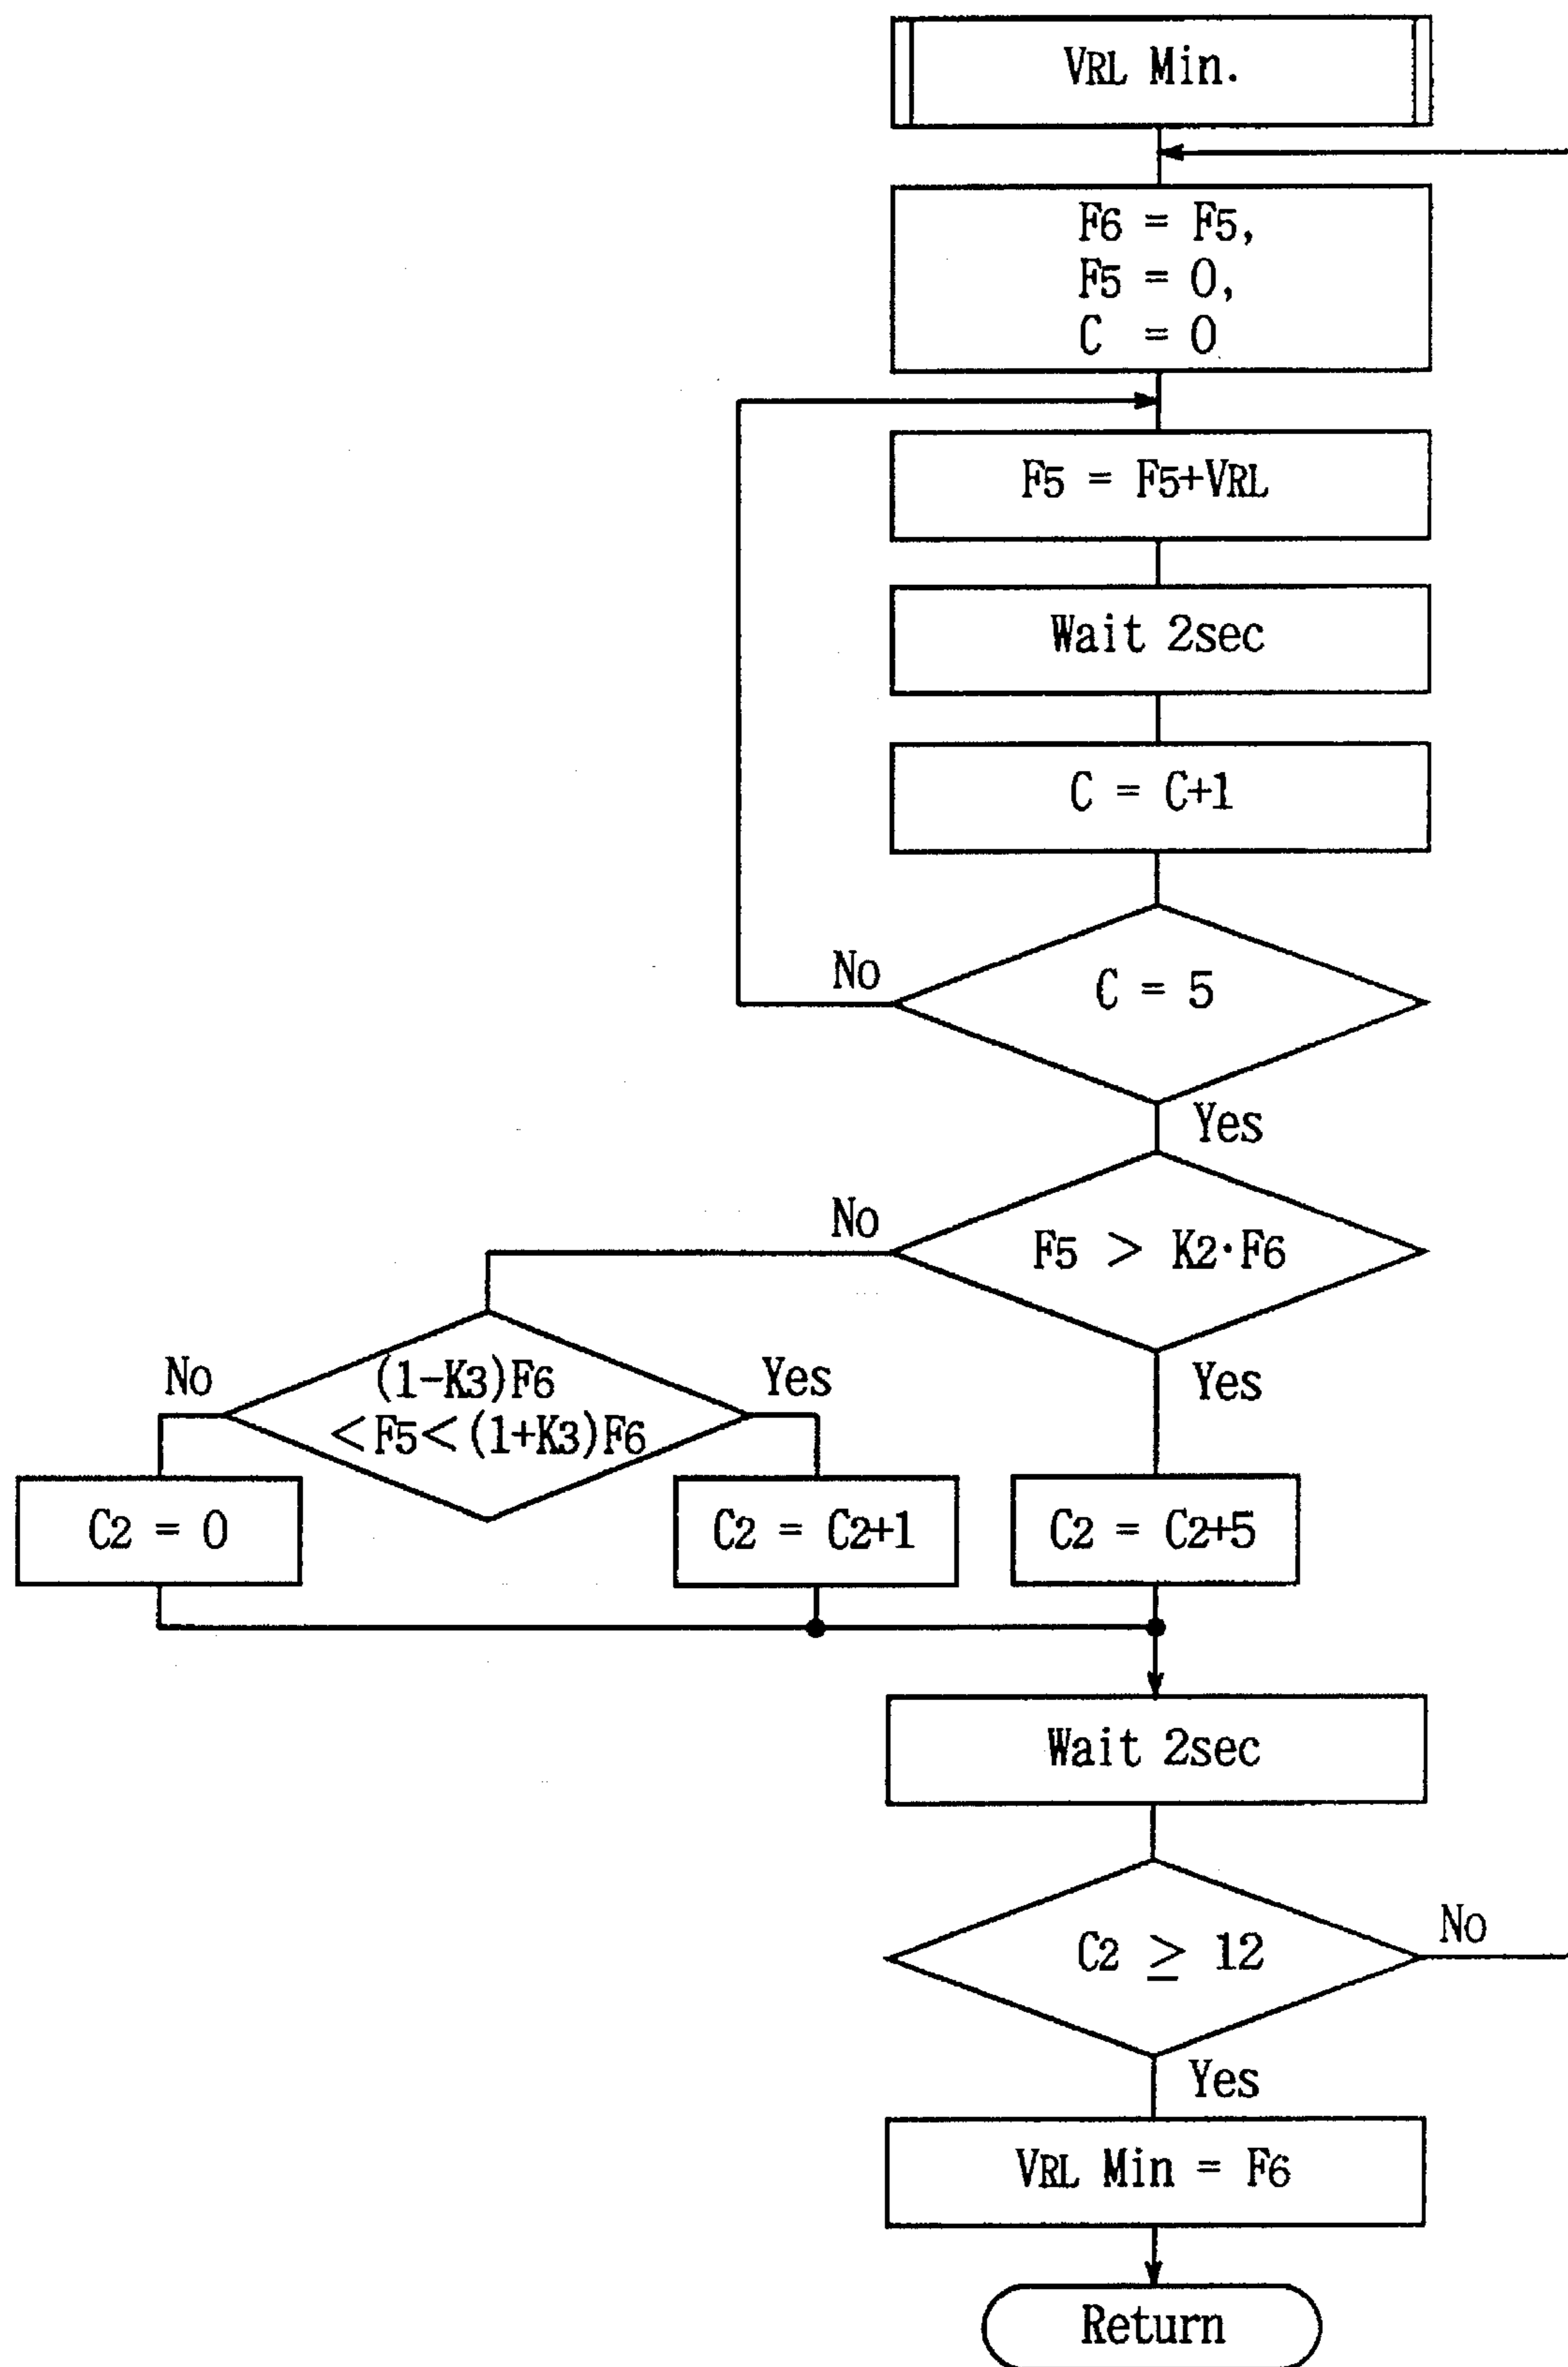 VRL Min.
F6 = F5,
F5 = 0,
C = 0
F5 = F5+VRL
Wait 2sec
C = C+1
No
C = 5
Yes
No
F5 > K2·F6
No
(1-K3)F6
<F5<(1+K3)F6
Yes
Yes
C2 = 0
C2 = C2+1
C2 = C2+5
Wait 2sec
C2 ≥ 12
No
Yes
VRL Min = F6
Return